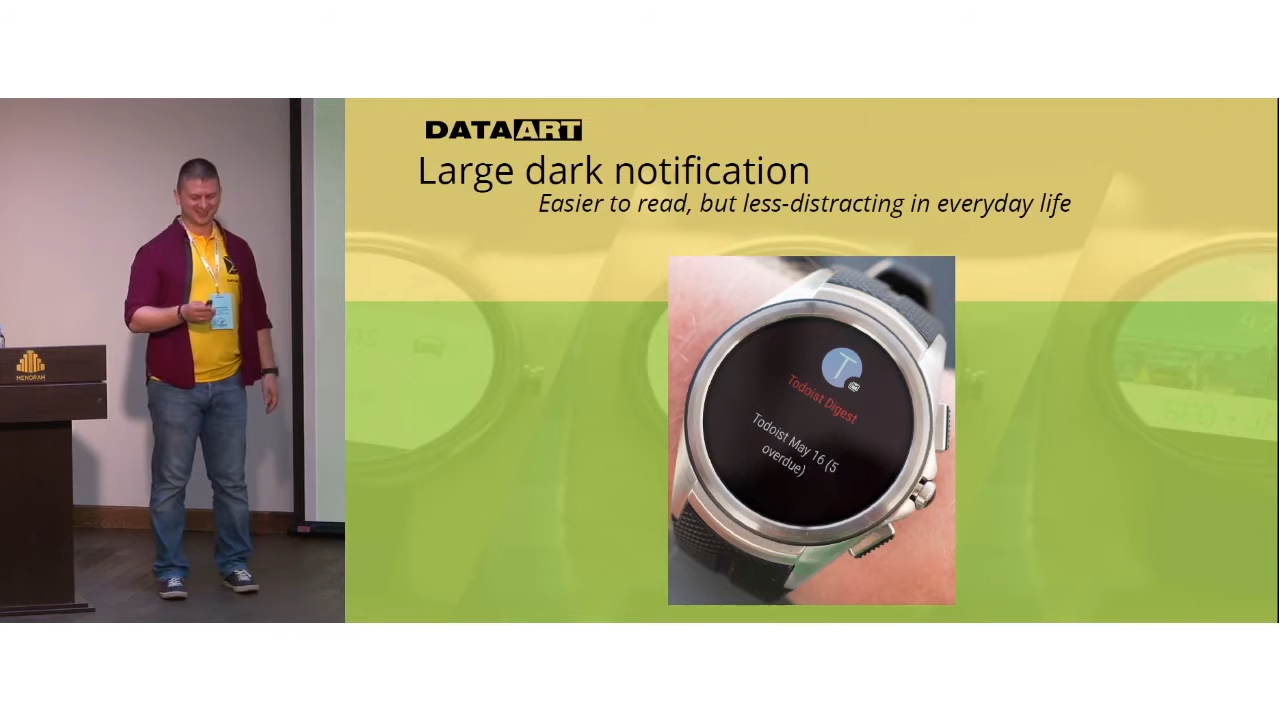 DATAART
Large dark notification
Easier to read, but less-distracting in everyday life
T
Todoist Digest
Todoist May 16 (5
overdue)
MENORAH